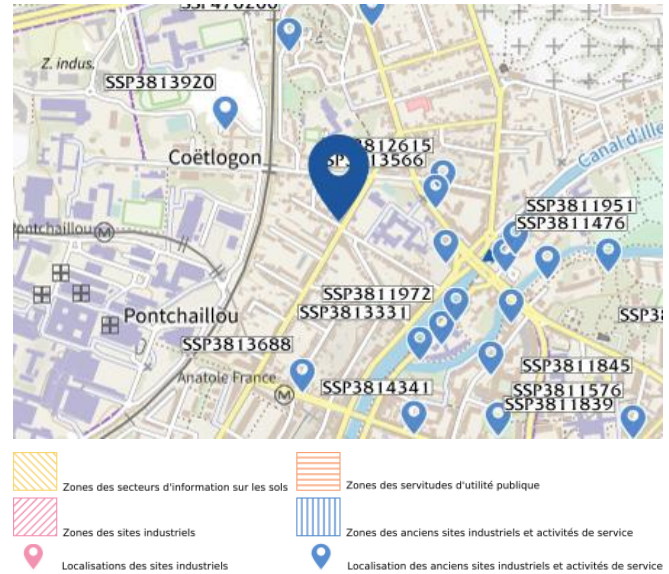 Z. indus.
SSP3813920
Coëtlogon
Canal d'Ille
SSP3811951
SSP3811476
Pontchaillou
M
SSP3811972
SSP3813331
Pontchaillou
SSP3813688
Anatole France
M
SSP3814341
SSP3811845
SSP3811576
SSP3811839
Zones des secteurs d'information sur les sols
Zones des servitudes d'utilité publique
Zones des sites industriels
Zones des anciens sites industriels et activités de service
Localisations des sites industriels
Localisation des anciens sites industriels et activités de service